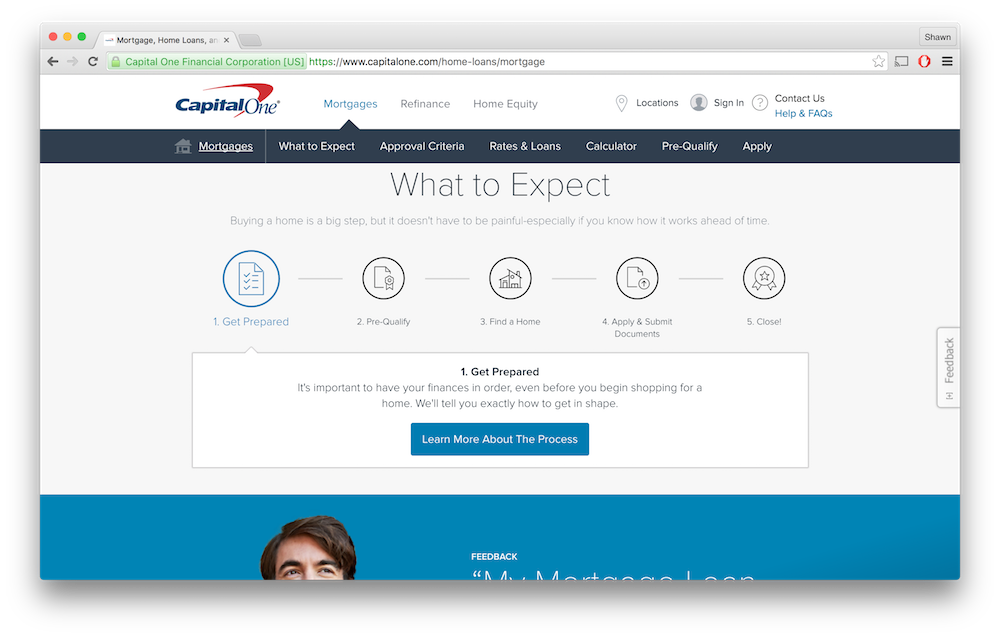 Mortgage, Home Loans, an
Shawn
Capital One Financial Corporation [US] https://www.capitalone.com/home-loans/mortgage
Capital One
Mortgages Refinance Home Equity
Locations Sign In ? Contact Us
Help & FAQs
Mortgages What to Expect Approval Criteria Rates & Loans Calculator Pre-Qualify Apply
What to Expect
Buying a home is a big step, but it doesn't have to be painful-especially if you know how it works ahead of time.
1. Get Prepared
2. Pre-Qualify
3. Find a Home
4. Apply & Submit
Documents
5. Close!
Feedback
1. Get Prepared
It's important to have your finances in order, even before you begin shopping for a
home. We'll tell you exactly how to get in shape.
Learn More About The Process
FEEDBACK
“My Mortgage Loan